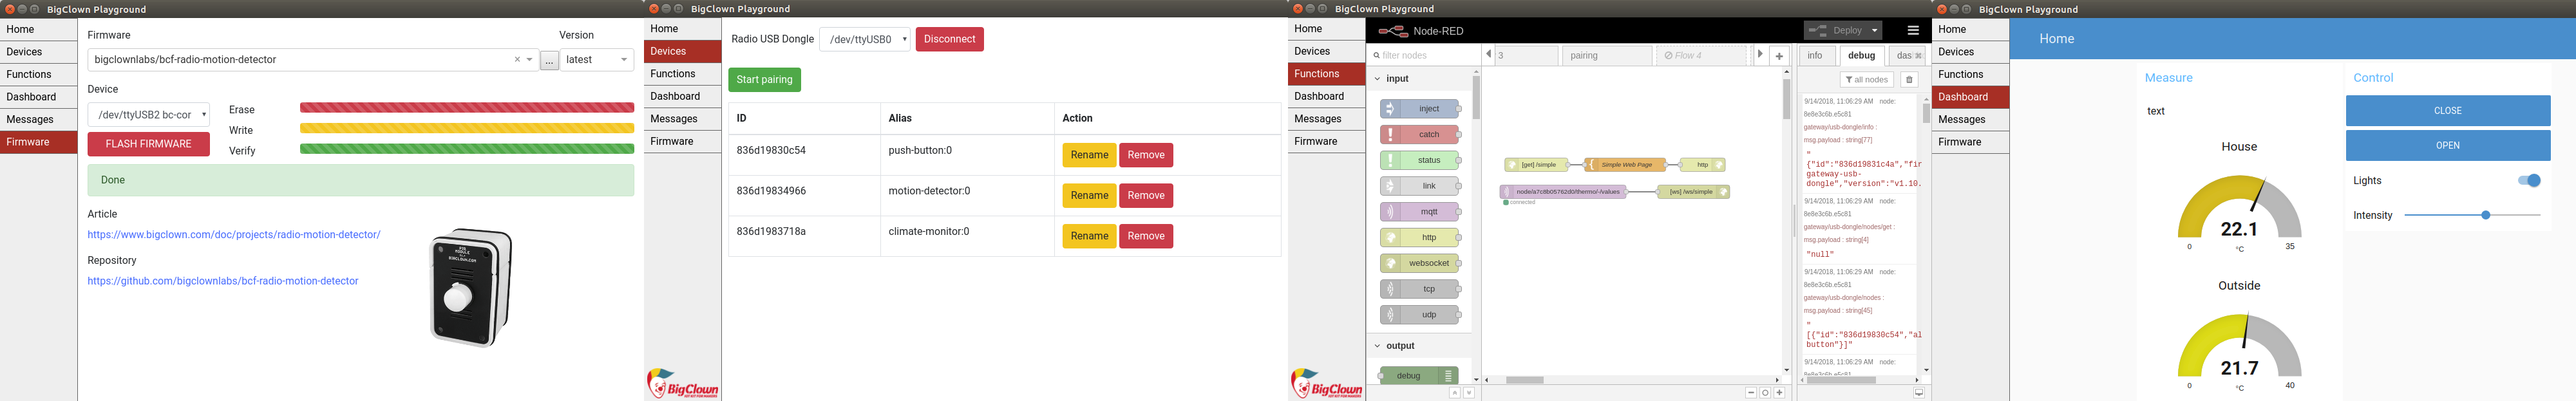 BigClown Playground
Home
Devices
Functions
Dashboard
Messages
Firmware
Firmware
Version
bigclownlabs/bcf-radio-motion-detector
...
latest
Device
/dev/ttyUSB2 bc-cor
FLASH FIRMWARE
Erase
Write
Verify
Done
Article
https://www.bigclown.com/doc/projects/radio-motion-detector/
Repository
https://github.com/bigclownlabs/bcf-radio-motion-detector
BigClown Playground
Home
Devices
Functions
Dashboard
Messages
Firmware
BigClown
Radio USB Dongle
/dev/ttyUSB0
Disconnect
Start pairing
ID Alias Action
836d19830c54 push-button:0 Rename Remove
836d19834966 motion-detector:0 Rename Remove
836d1983718a climate-monitor:0 Rename Remove
BigClown Playground
Home
Devices
Functions
Dashboard
Messages
Firmware
BigClown
Node-RED
Deploy
filter nodes
input
inject
catch
status
link
mqtt
http
websocket
tcp
udp
output
debug
3
pairing
Flow 4
[get] /simple
Simple Web Page
http
node/a7c8b05762d0/thermo/-/values
connected
[ws] /ws/simple
info
debug
das
all nodes
9/14/2018, 11:06:29 AM node:
8e8e3c6b.e5c81
gateway/usb-dongle/info :
msg.payload : string[77]
"
{"id":"836d19831c4a","fir
gateway-usb-
dongle","version":"v1.10.
9/14/2018, 11:06:29 AM node:
8e8e3c6b.e5c81
gateway/usb-dongle/nodes/get :
msg.payload : string[4]
"null"
9/14/2018, 11:06:29 AM node:
8e8e3c6b.e5c81
gateway/usb-dongle/nodes :
msg.payload : string[45]
"
[{"id":"836d19830c54","al
button"}]"
9/14/2018, 11:06:29 AM node:
BigClown Playground
Home
Devices
Functions
Dashboard
Messages
Firmware
Home
Measure
text
House
22.1
0 °C 35
Outside
21.7
0 °C 40
Control
CLOSE
OPEN
Lights
Intensity